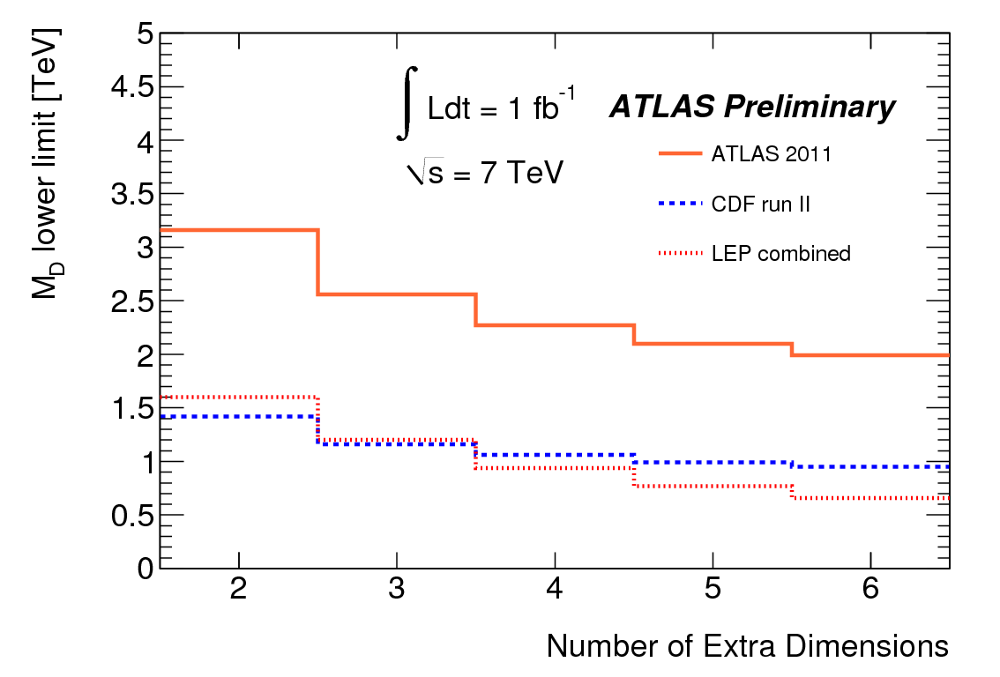 M_D lower limit [TeV]
5
4.5
4
3.5
3
2.5
2
1.5
1
0.5
0
∫ Ldt = 1 fb⁻¹
√s = 7 TeV
ATLAS Preliminary
ATLAS 2011
CDF run II
LEP combined
2 3 4 5 6
Number of Extra Dimensions